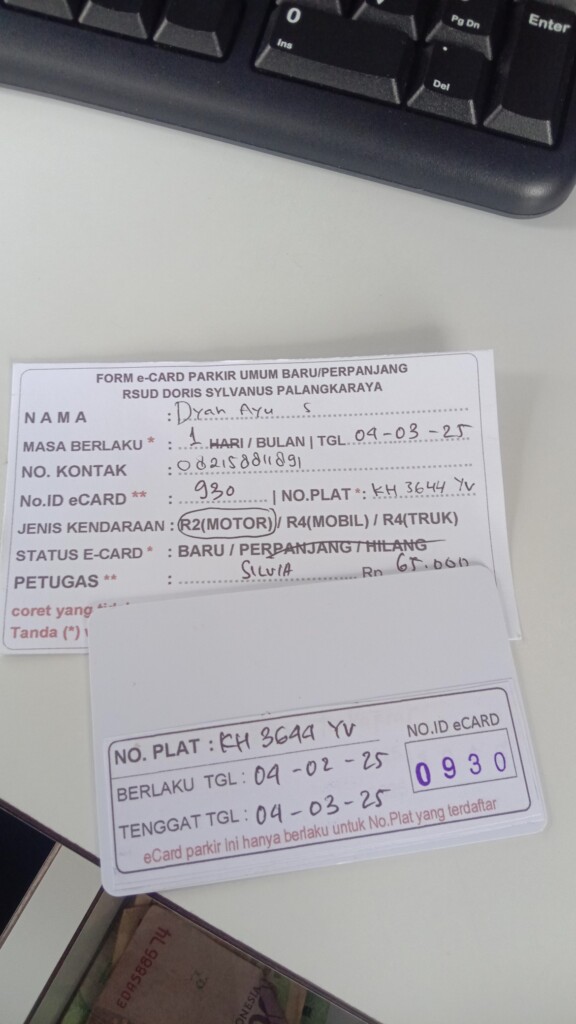 0
Ins
Pg Dn
Del
Enter
FORM e-CARD PARKIR UMUM BARU/PERPANJANG
RSUD DORIS SYLVANUS PALANGKARAYA
NAMA : Dyah Ayu S
MASA BERLAKU * : 1 HARI / BULAN | TGL 04-03-25
NO. KONTAK : 08215881891
No.ID eCARD ** : 930 | NO.PLAT *: KH 3644 YV
JENIS KENDARAAN : R2(MOTOR) / R4(MOBIL) / R4(TRUK)
STATUS E-CARD * : BARU / PERPANJANG / HILANG
PETUGAS ** : SILVIA Rp 65.000
coret yang
Tanda (*)
NO. PLAT : KH 3644 YV
NO.ID eCARD
0930
BERLAKU TGL : 04-02-25
TENGGAT TGL : 04-03-25
eCard parkir ini hanya berlaku untuk No.Plat yang terdaftar
EDA588674